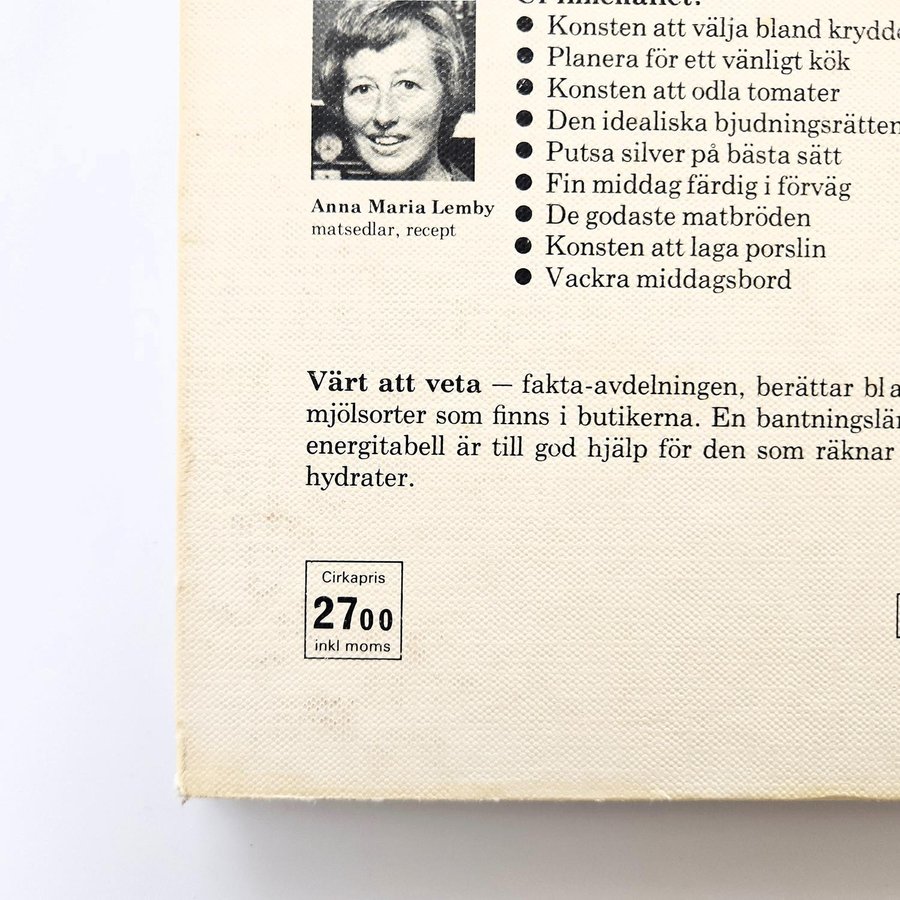 Ur innehållet:
Konsten att välja bland
Planera för ett vänligt kök
Konsten att odla tomater
Den idealiska bjudningsrätten
Putsa silver på bästa sätt
Fin middag färdig i förväg
De godaste matbröden
Konsten att laga porslin
Vackra middagsbord
Anna Maria Lemby
matsedlar, recept
Värt att veta — fakta-avdelningen, berättar
mjölsorter som finns i butikerna. En
energitabell är till god hjälp för den som räknar
hydrater.
Cirkapris
2700
inkl moms